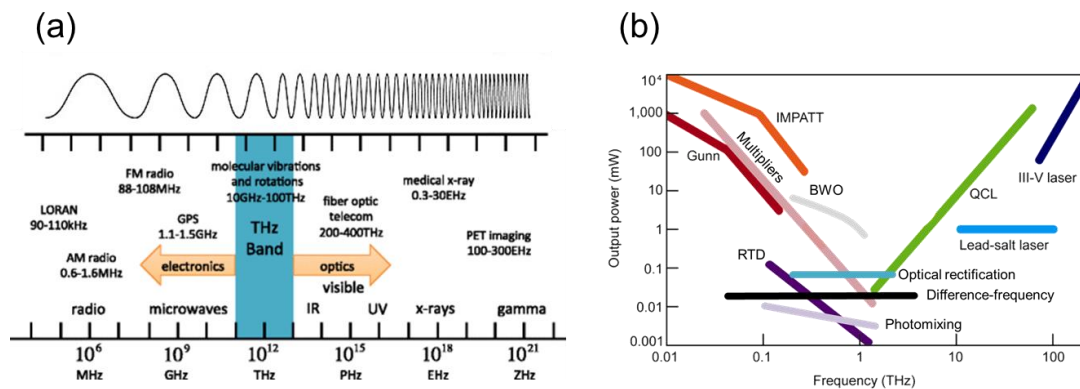 (a)
FM radio
88-108MHz
molecular vibrations
and rotations
10GHz-100THz
medical x-ray
0.3-30EHz
LORAN
90-110kHz
GPS
1.1-1.5GHz
THz
Band
fiber optic
telecom
200-400THz
PET imaging
100-300EHz
AM radio
0.6-1.6MHz
electronics
optics
visible
radio
microwaves
IR
UV
x-rays
gamma
10⁶
10⁹
10¹²
10¹⁵
10¹⁸
10²¹
MHz
GHz
THz
PHz
EHz
ZHz
(b)
Output power (mW)
10⁴
1,000
100
10
1
0.1
0.01
0.001
IMPATT
Gunn
Multipliers
BWO
III-V laser
QCL
Lead-salt laser
RTD
Optical rectification
Difference-frequency
Photomixing
0.01
0.1
1
10
100
Frequency (THz)